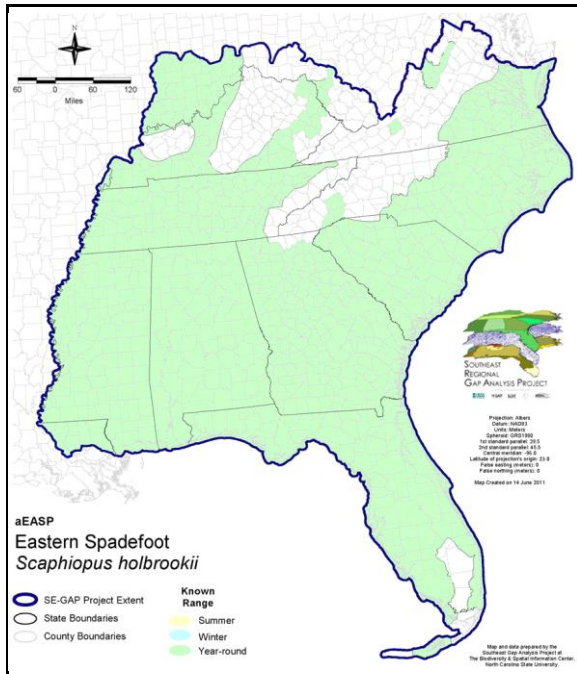 N
60 0 60 120
Miles
SOUTHEAST
REGIONAL
GAP ANALYSIS PROJECT
Projection: Albers
Datum: NAD83
Units: Meters
Spheroid: GRS1980
1st standard parallel: 29.5
2nd standard parallel: 45.5
Central meridian: -96.0
Latitude of projection's origin: 23.0
False easting (meters): 0
False northing (meters): 0
Map Created on 14 June 2011
aEASP
Eastern Spadefoot
Scaphiopus holbrookii
SE-GAP Project Extent
State Boundaries
County Boundaries
Known
Range
Summer
Winter
Year-round
Map and data prepared by the
Southeast Gap Analysis Project at
The Biodiversity & Spatial Information Center,
North Carolina State University.